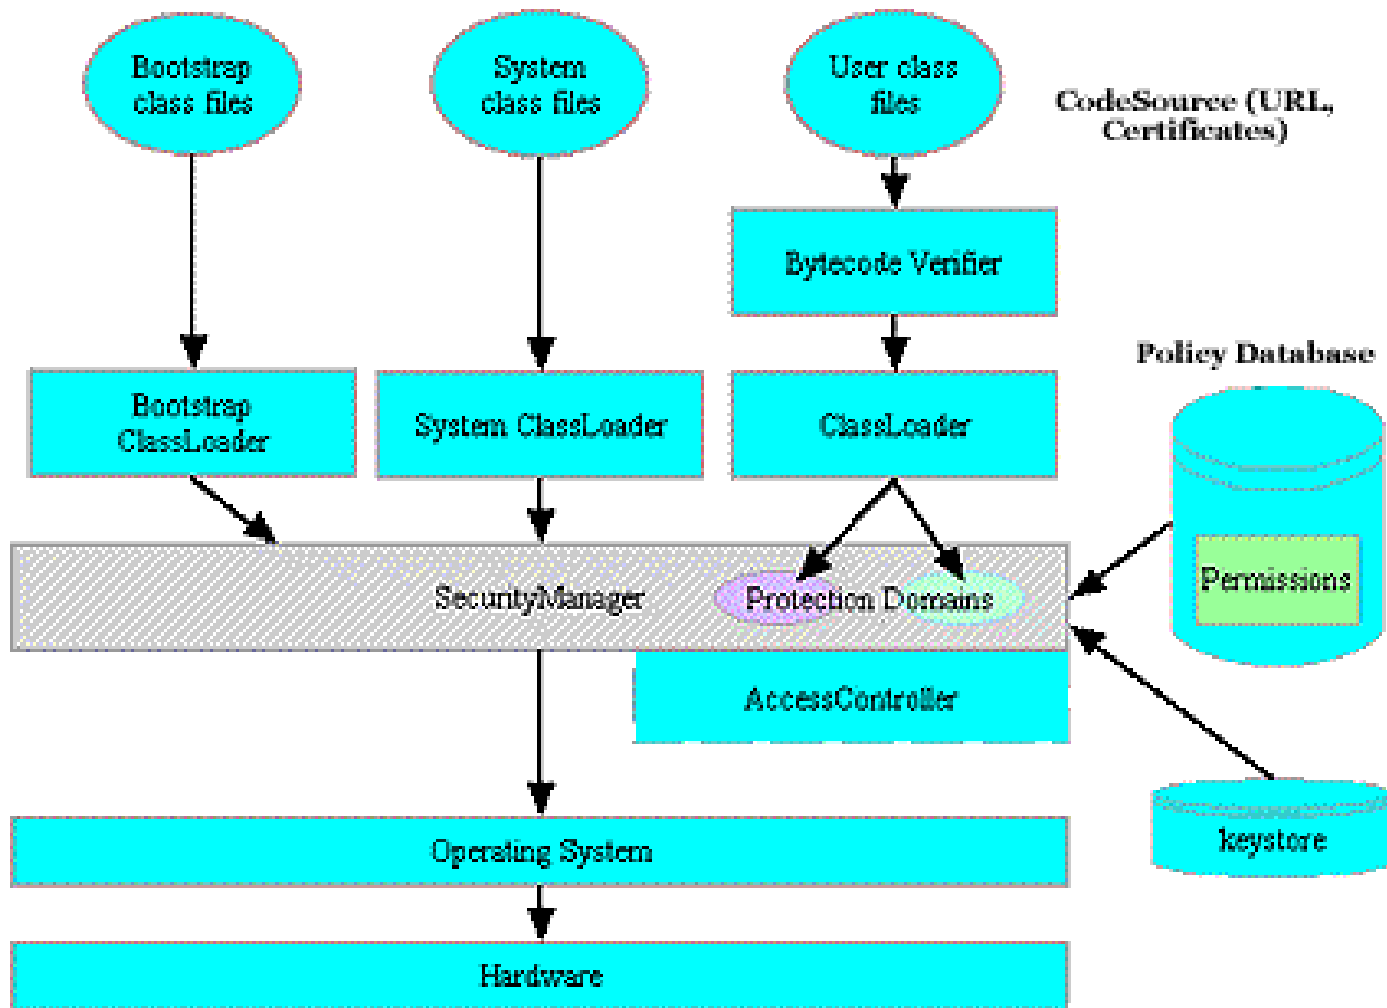 Bootstrap
class files
System
class files
User class
files
CodeSource (URL,
Certificates)
Bytecode Verifier
Policy Database
Bootstrap
ClassLoader
System ClassLoader
ClassLoader
Permissions
SecurityManager
Protection Domains
AccessController
keystore
Operating System
Hardware